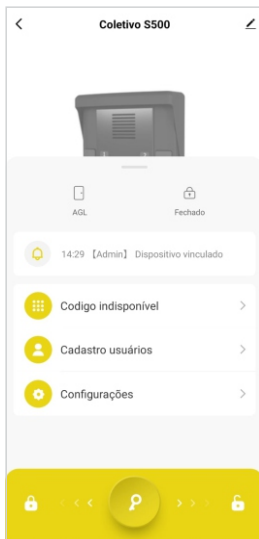 Coletivo S500
AGL
Fechado
14:29 【Admin】 Dispositivo vinculado
Codigo indisponível
Cadastro usuários
Configurações